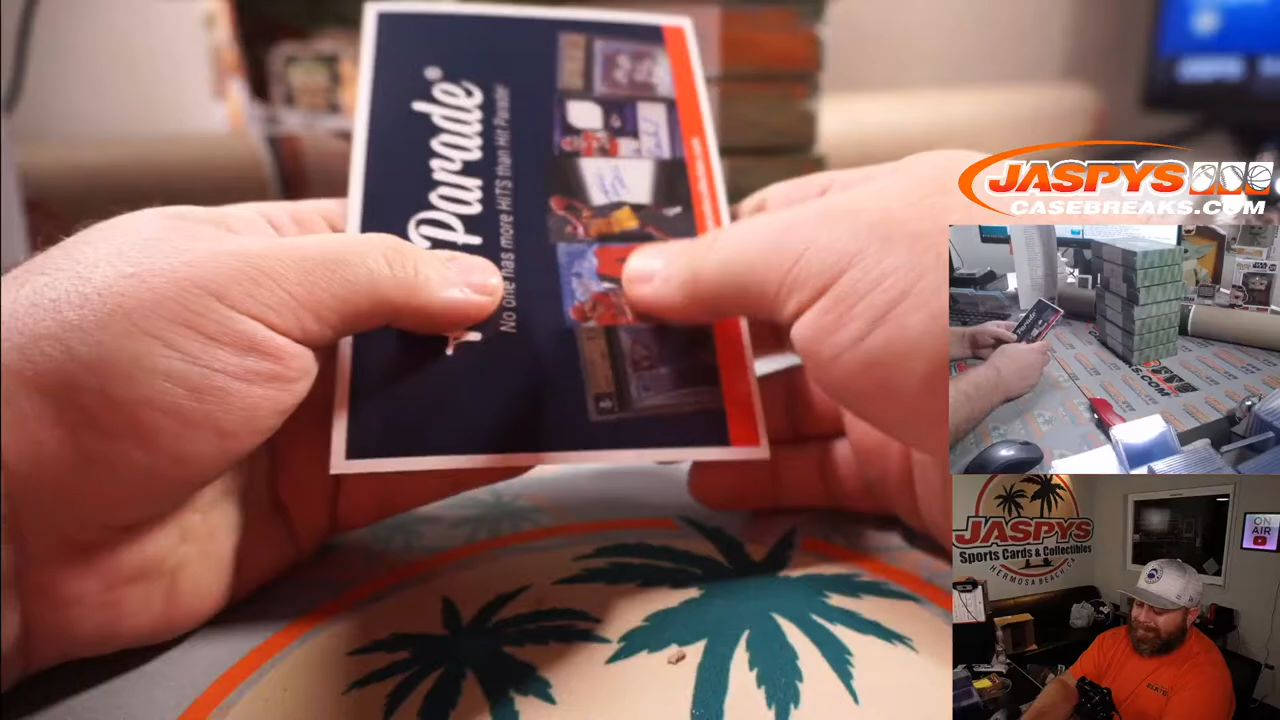 Parade®
No one has more HITS than Hit Parade!
JASPYS
CASEBREAKS.COM
Parade
JASPYS
Sports Cards & Collectibles
HERMOSA BEACH CA
ON
AIR